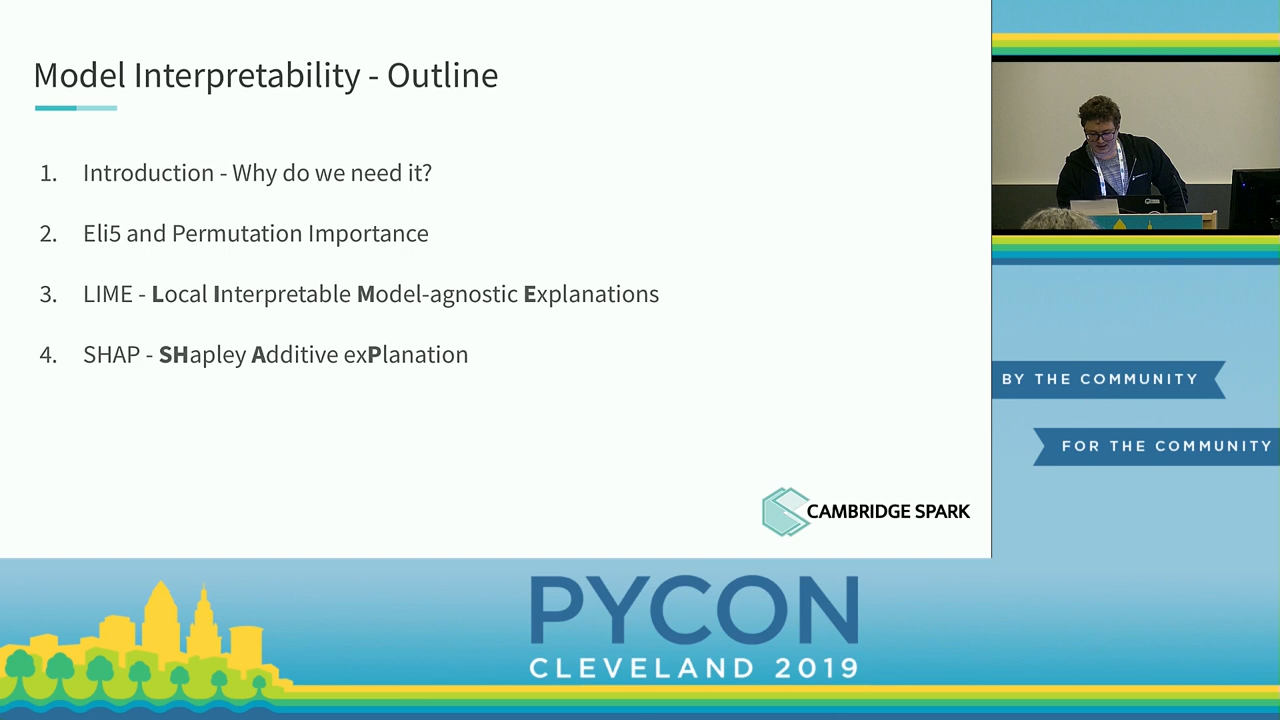 Model Interpretability - Outline
1. Introduction - Why do we need it?
2. Eli5 and Permutation Importance
3. LIME - Local Interpretable Model-agnostic Explanations
4. SHAP - SHapley Additive exPlanation
CAMBRIDGE SPARK
BY THE COMMUNITY
FOR THE COMMUNITY
PYCON
CLEVELAND 2019